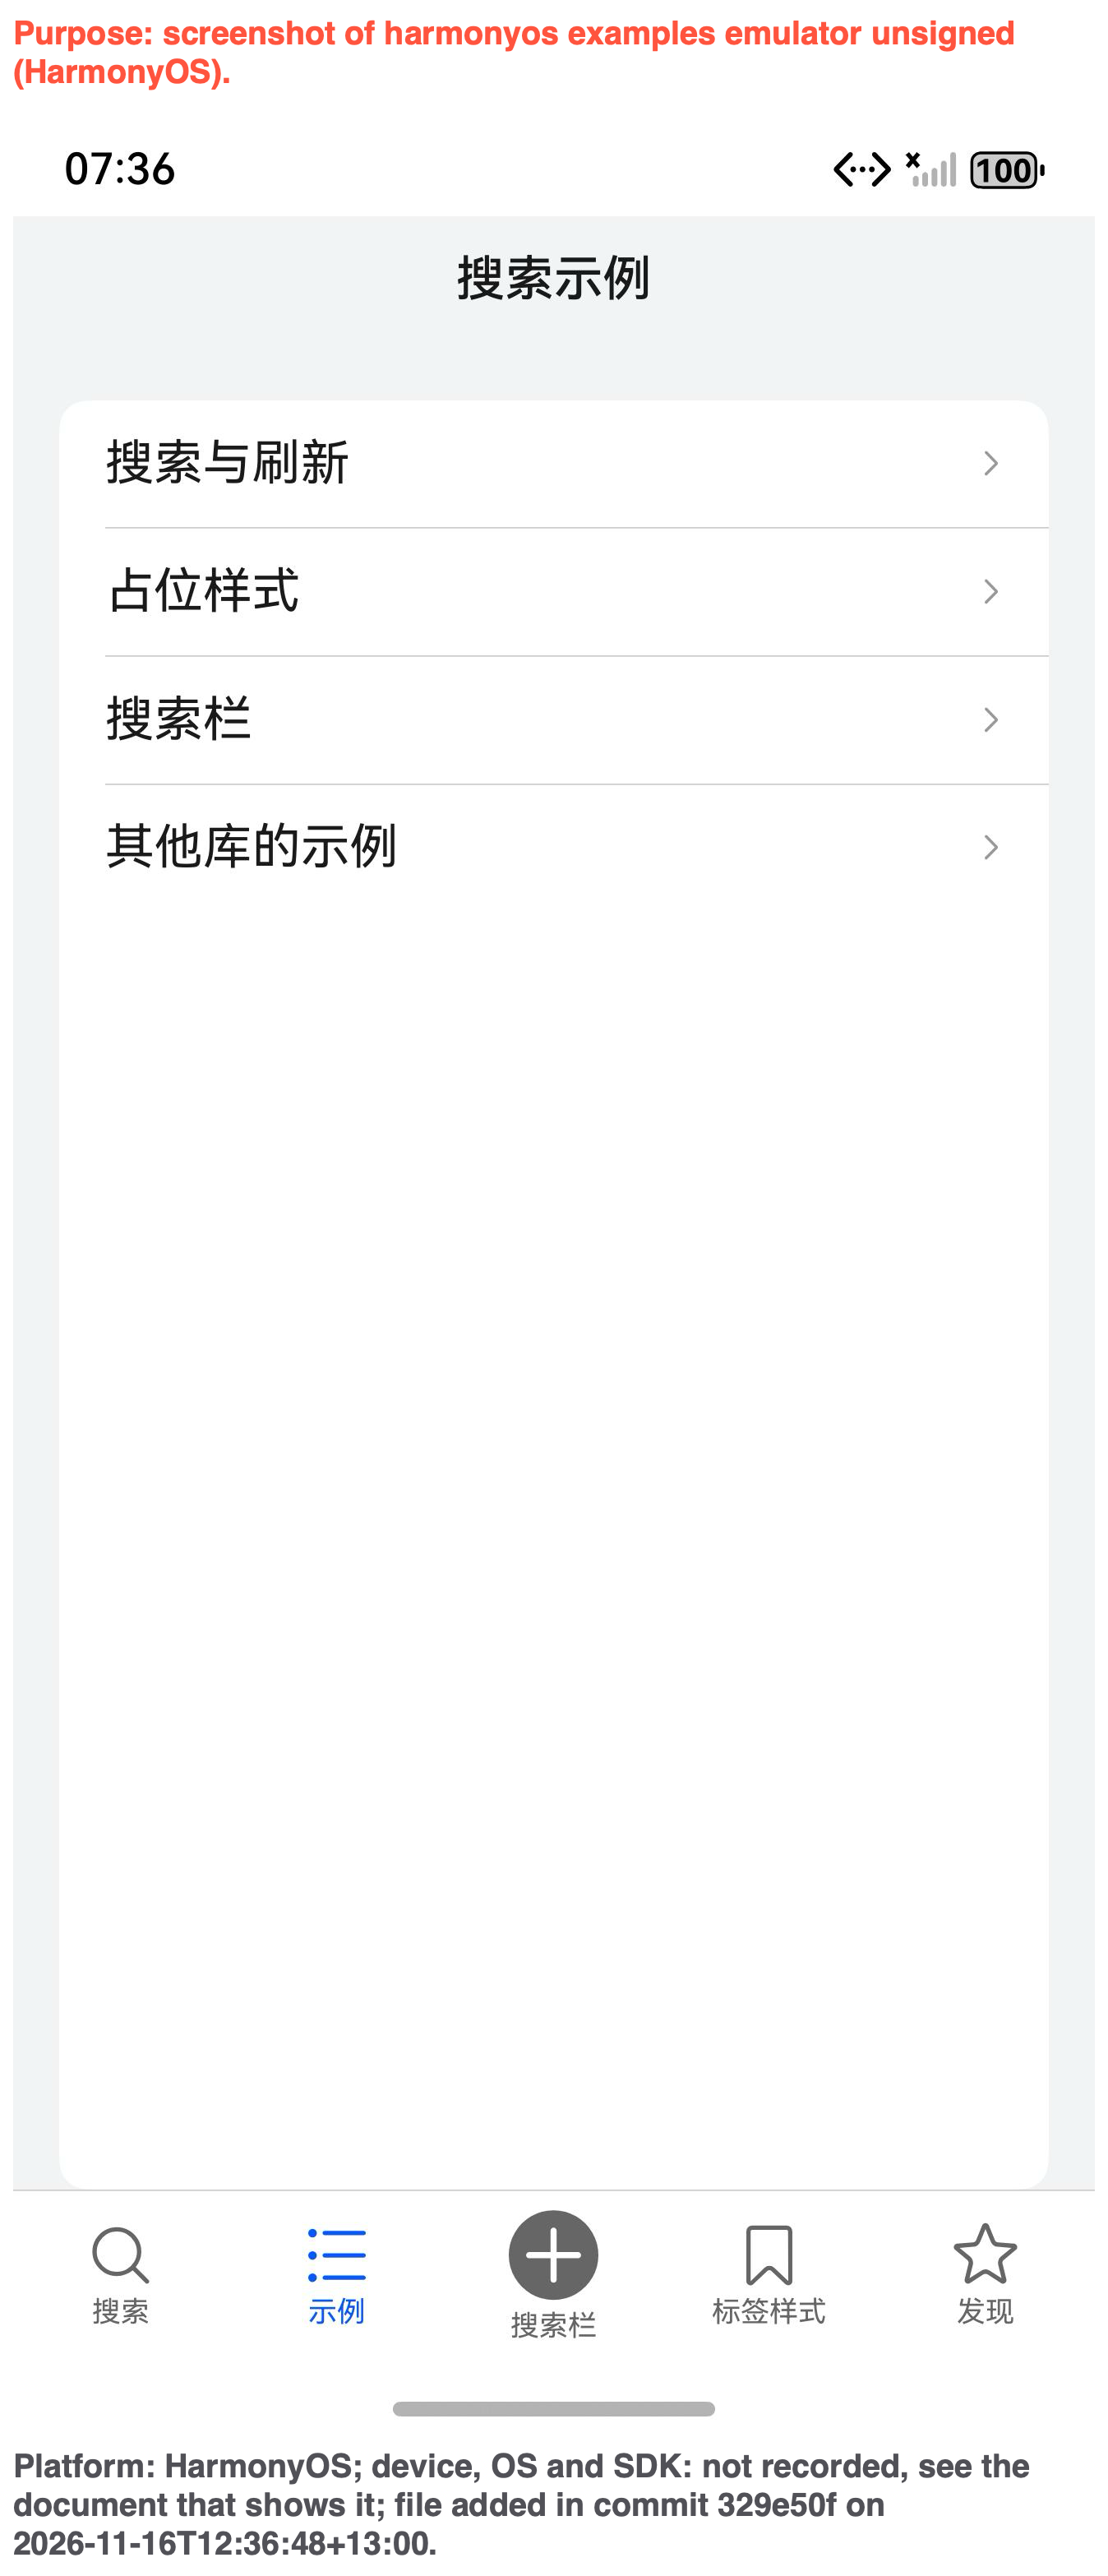 Purpose: screenshot of harmonyos examples emulator unsigned
(HarmonyOS).
07:36
100
搜索示例
搜索与刷新
占位样式
搜索栏
其他库的示例
搜索
示例
搜索栏
标签样式
发现
Platform: HarmonyOS; device, OS and SDK: not recorded, see the
document that shows it; file added in commit 329e50f on
2026-11-16T12:36:48+13:00.